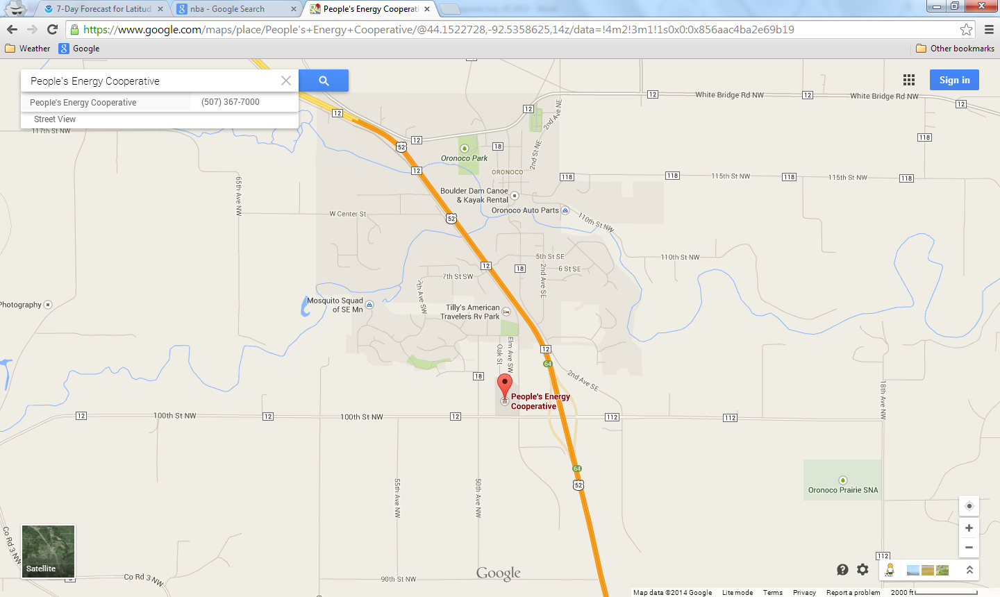 7-Day Forecast for Latitud
nba - Google Search
People's Energy Cooperati
https://www.google.com/maps/place/People's+Energy+Cooperative/@44.1522728,-92.5358625,14z/data=!4m2!3m1!1s0x0:0x856aac4ba2e69b19
Weather
Google
Other bookmarks
People's Energy Cooperative
Sign in
People's Energy Cooperative
(507) 367-7000
Street View
117th St NW
12
12
White Bridge Rd NW
12
White Bridge Rd NW
12
12
12
2nd Ave NE
118
12
52
18
Oronoco Park
2nd St NE
12
ORONOCO
118
118
115th St NW
118
115th St NW
118
65th Ave NW
Boulder Dam Canoe
& Kayak Rental
Oronoco Auto Parts
W Center St
52
110th St NW
5th St SE
110th St NW
12
18
6 St SE
2nd Ave SE
7th St SW
7th Ave SW
Photography
Mosquito Squad
of SE Mn
Tilly's American
Travelers Rv Park
Elm Ave SW
Oak St
12
64
2nd Ave SE
18
People's Energy
Cooperative
18th Ave NW
12
100th St NW
12
100th St NW
12
112
112
64
52
55th Ave NW
50th Ave NW
Oronoco Prairie SNA
Co Rd 3 NW
Satellite
112
Co Rd 3 NW
12
90th St NW
Google
Map data ©2014 Google
Lite mode
Terms
Privacy
Report a problem
2000 ft